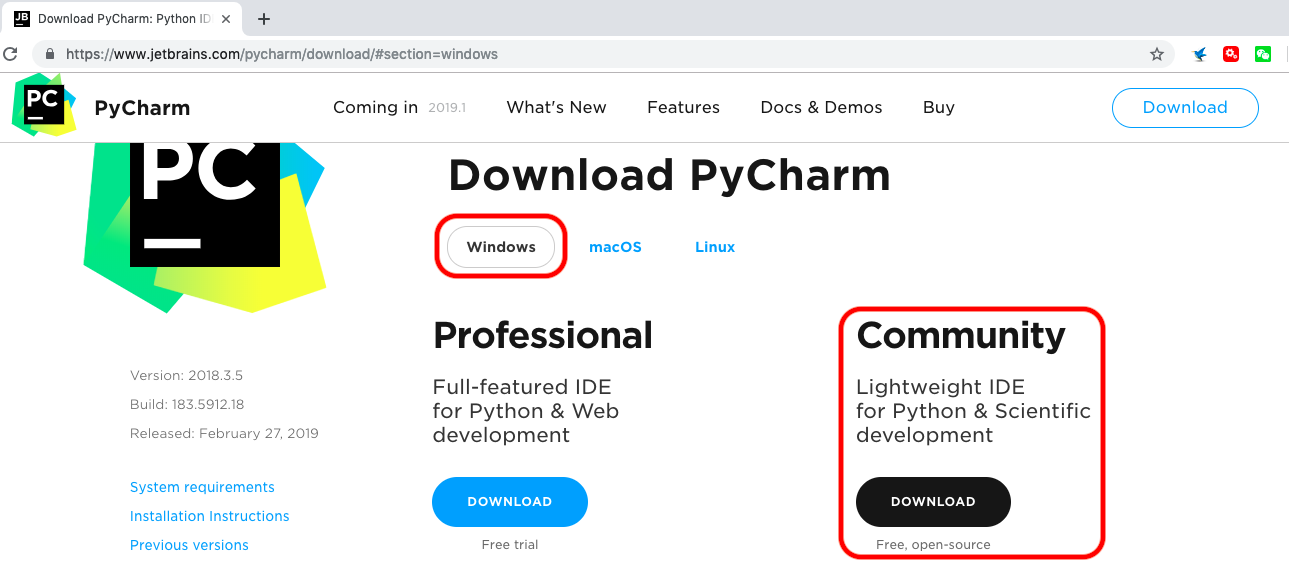 JB
Download PyCharm: Python ID
https://www.jetbrains.com/pycharm/download/#section=windows
PC
PyCharm
Coming in 2019.1
What's New
Features
Docs & Demos
Buy
Download
PC
Download PyCharm
Windows
macOS
Linux
Professional
Full-featured IDE
for Python & Web
development
DOWNLOAD
Free trial
Community
Lightweight IDE
for Python & Scientific
development
DOWNLOAD
Free, open-source
Version: 2018.3.5
Build: 183.5912.18
Released: February 27, 2019
System requirements
Installation Instructions
Previous versions